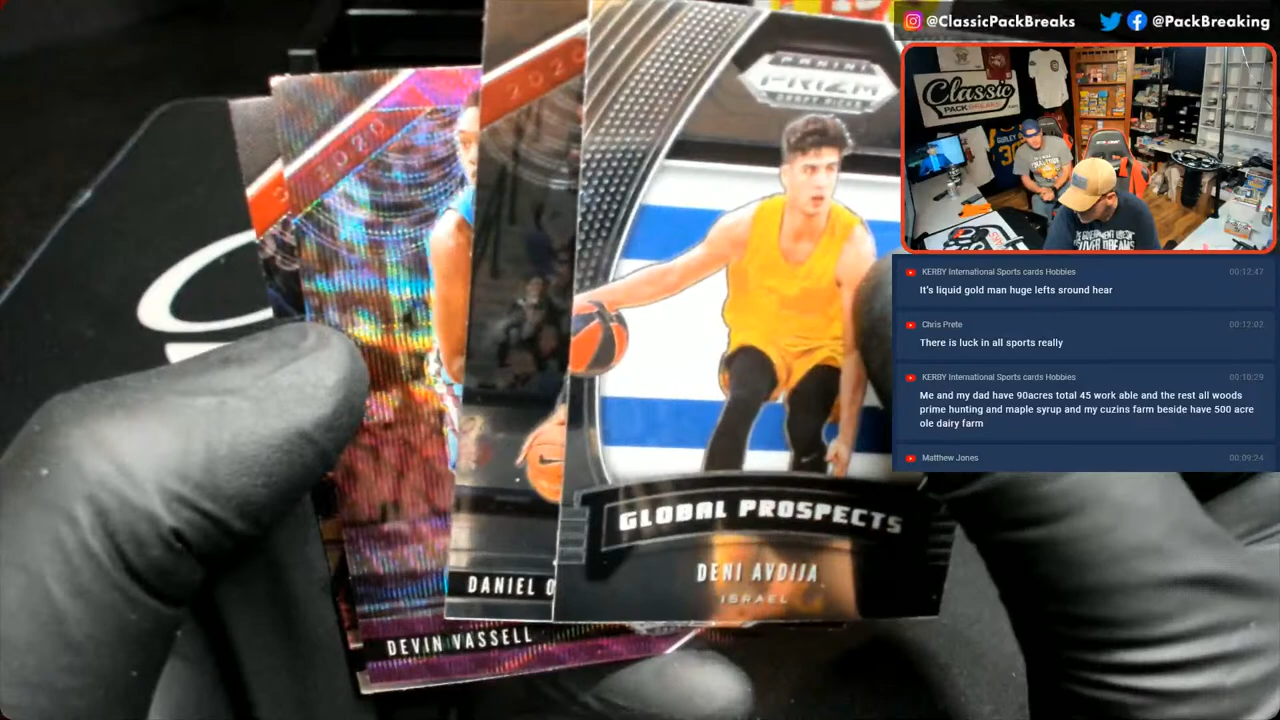 @ClassicPackBreaks @PackBreaking
PANINI
PRIZM
DRAFT PICKS
2020
2020
GLOBAL PROSPECTS
DENI AVDIJA
ISRAEL
DANIEL O
DEVIN VASSELL
Classic
PACKBREAKS
KERBY International Sports cards Hobbies 00:12:47
It's liquid gold man huge lefts sround hear
Chris Prete 00:12:02
There is luck in all sports really
KERBY International Sports cards Hobbies 00:10:29
Me and my dad have 90acres total 45 work able and the rest all woods
prime hunting and maple syrup and my cuzins farm beside have 500 acre
ole dairy farm
Matthew Jones 00:09:24